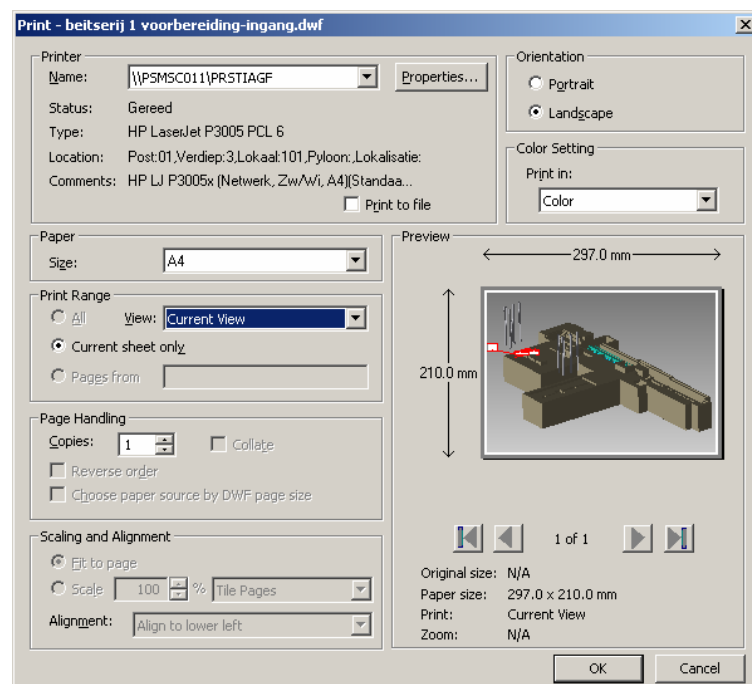 Print - beitserij 1 voorbereiding-ingang.dwf
Printer
Name: \\PSMSC011\PRSTIAGF Properties...
Status: Gereed
Type: HP LaserJet P3005 PCL 6
Location: Post:01,Verdiep:3,Lokaal:101,Pyloon:,Lokalisatie:
Comments: HP LJ P3005x (Netwerk, Zw/Wi, A4)(Standaa...
Print to file
Orientation
Portrait
Landscape
Color Setting
Print in:
Color
Paper
Size: A4
Print Range
All View: Current View
Current sheet only
Pages from
Page Handling
Copies: 1 Collate
Reverse order
Choose paper source by DWF page size
Scaling and Alignment
Fit to page
Scale 100 % Tile Pages
Alignment: Align to lower left
Preview
297.0 mm
210.0 mm
1 of 1
Original size: N/A
Paper size: 297.0 x 210.0 mm
Print: Current View
Zoom: N/A
OK Cancel